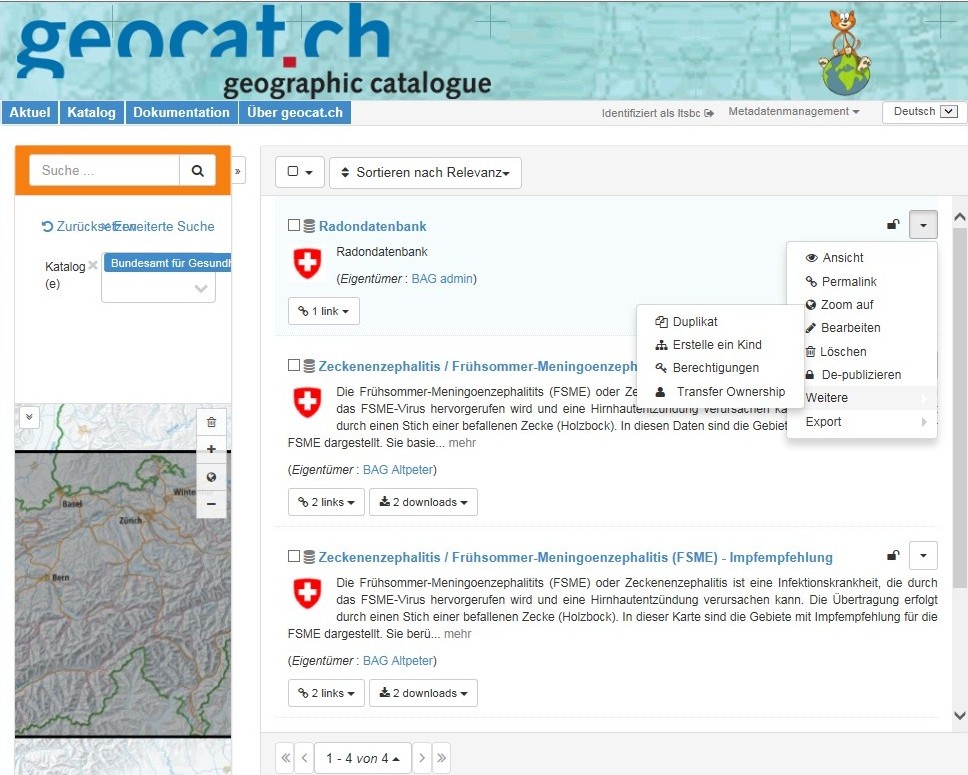 geocat.ch
geographic catalogue
Aktuel Katalog Dokumentation Über geocat.ch
Identifiziert als ltsbc Metadatenmanagement Deutsch
Suche ...
»
Sortieren nach Relevanz
Zurücksetzen Erweiterte Suche
Katalog
(e)
Bundesamt für Gesundh
Radondatenbank
Radondatenbank
(Eigentümer : BAG admin)
1 link
Ansicht
Permalink
Zoom auf
Bearbeiten
Löschen
De-publizieren
Weitere
Export
Duplikat
Erstelle ein Kind
Berechtigungen
Transfer Ownership
Zeckenenzephalitis / Frühsommer-Meningoenzeph
Die Frühsommer-Meningoenzephalitits (FSME) oder Ze
das FSME-Virus hervorgerufen wird und eine Hirnhautentzündung verursachen ka
durch einen Stich einer befallenen Zecke (Holzbock). In diesen Daten sind die Gebiet
FSME dargestellt. Sie basie... mehr
(Eigentümer : BAG Altpeter)
2 links 2 downloads
Zeckenenzephalitis / Frühsommer-Meningoenzephalitis (FSME) - Impfempfehlung
Die Frühsommer-Meningoenzephalitits (FSME) oder Zeckenenzephalitis ist eine Infektionskrankheit, die durch
das FSME-Virus hervorgerufen wird und eine Hirnhautentzündung verursachen kann. Die Übertragung erfolgt
durch einen Stich einer befallenen Zecke (Holzbock). In dieser Karte sind die Gebiete mit Impfempfehlung für die
FSME dargestellt. Sie berü... mehr
(Eigentümer : BAG Altpeter)
2 links 2 downloads
« ‹ 1 - 4 von 4 › »
Basel
Winte
Zürich
Bern